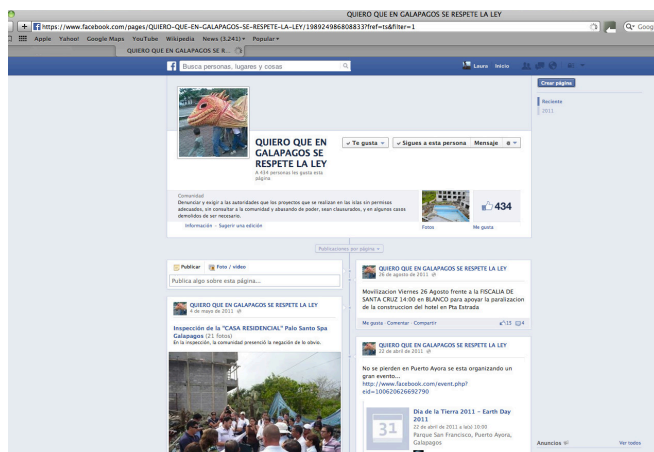 QUIERO QUE EN GALAPAGOS SE RESPETE LA LEY
https://www.facebook.com/pages/QUIERO-QUE-EN-GALAPAGOS-SE-RESPETE-LA-LEY/198924986808833?fref=ts&filter=1
Goog
Apple Yahoo! Google Maps YouTube Wikipedia News (3,241) Popular
QUIERO QUE EN GALAPAGOS SE R...
Busca personas, lugares y cosas
Laura Inicio
Crear página
Reciente
2011
QUIERO QUE EN
GALAPAGOS SE
RESPETE LA LEY
A 434 personas les gusta esta
página
Te gusta
Sigues a esta persona
Mensaje
Comunidad
Denunciar y exigir a las autoridades que los proyectos que se realizan en las islas sin permisos
adecuados, sin consultar a la comunidad y abusando de poder, sean clausurados, y en algunos casos
demolidos de ser necesario.
Información · Sugerir una edición
Fotos
434
Me gusta
Publicaciones por página
Publicar Foto / video
Publica algo sobre esta página...
QUIERO QUE EN GALAPAGOS SE RESPETE LA LEY
4 de mayo de 2011
Inspección de la "CASA RESIDENCIAL" Palo Santo Spa
Galapagos (21 fotos)
En la inspección, la comunidad presenció la negación de lo obvio.
QUIERO QUE EN GALAPAGOS SE RESPETE LA LEY
26 de agosto de 2011
Movilizacion Viernes 26 Agosto frente a la FISCALIA DE
SANTA CRUZ 14:00 en BLANCO para apoyar la paralizacion
de la construccion del hotel en Pta Estrada
Me gusta · Comentar · Compartir
15 4
QUIERO QUE EN GALAPAGOS SE RESPETE LA LEY
22 de abril de 2011
No se pierden en Puerto Ayora se esta organizando un
gran evento...
http://www.facebook.com/event.php?
eid=100620626692790
31
Dia de la Tierra 2011 - Earth Day
2011
22 de abril de 2011 a la(s) 10:00
Parque San Francisco, Puerto Ayora,
Galapagos
Anuncios
Ver todos